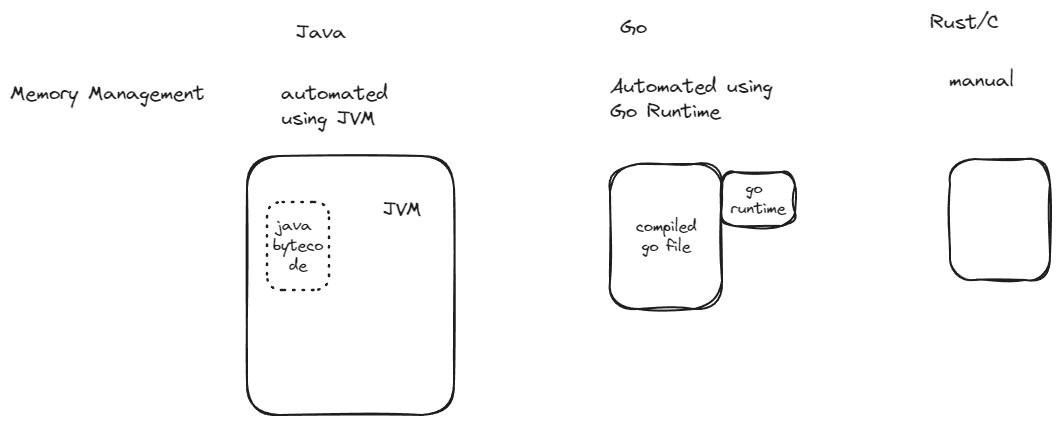 Java
Go
Rust/C
Memory Management
automated
using JVM
Automated using
Go Runtime
manual
JVM
java
byteco
de
compiled
go file
go
runtime